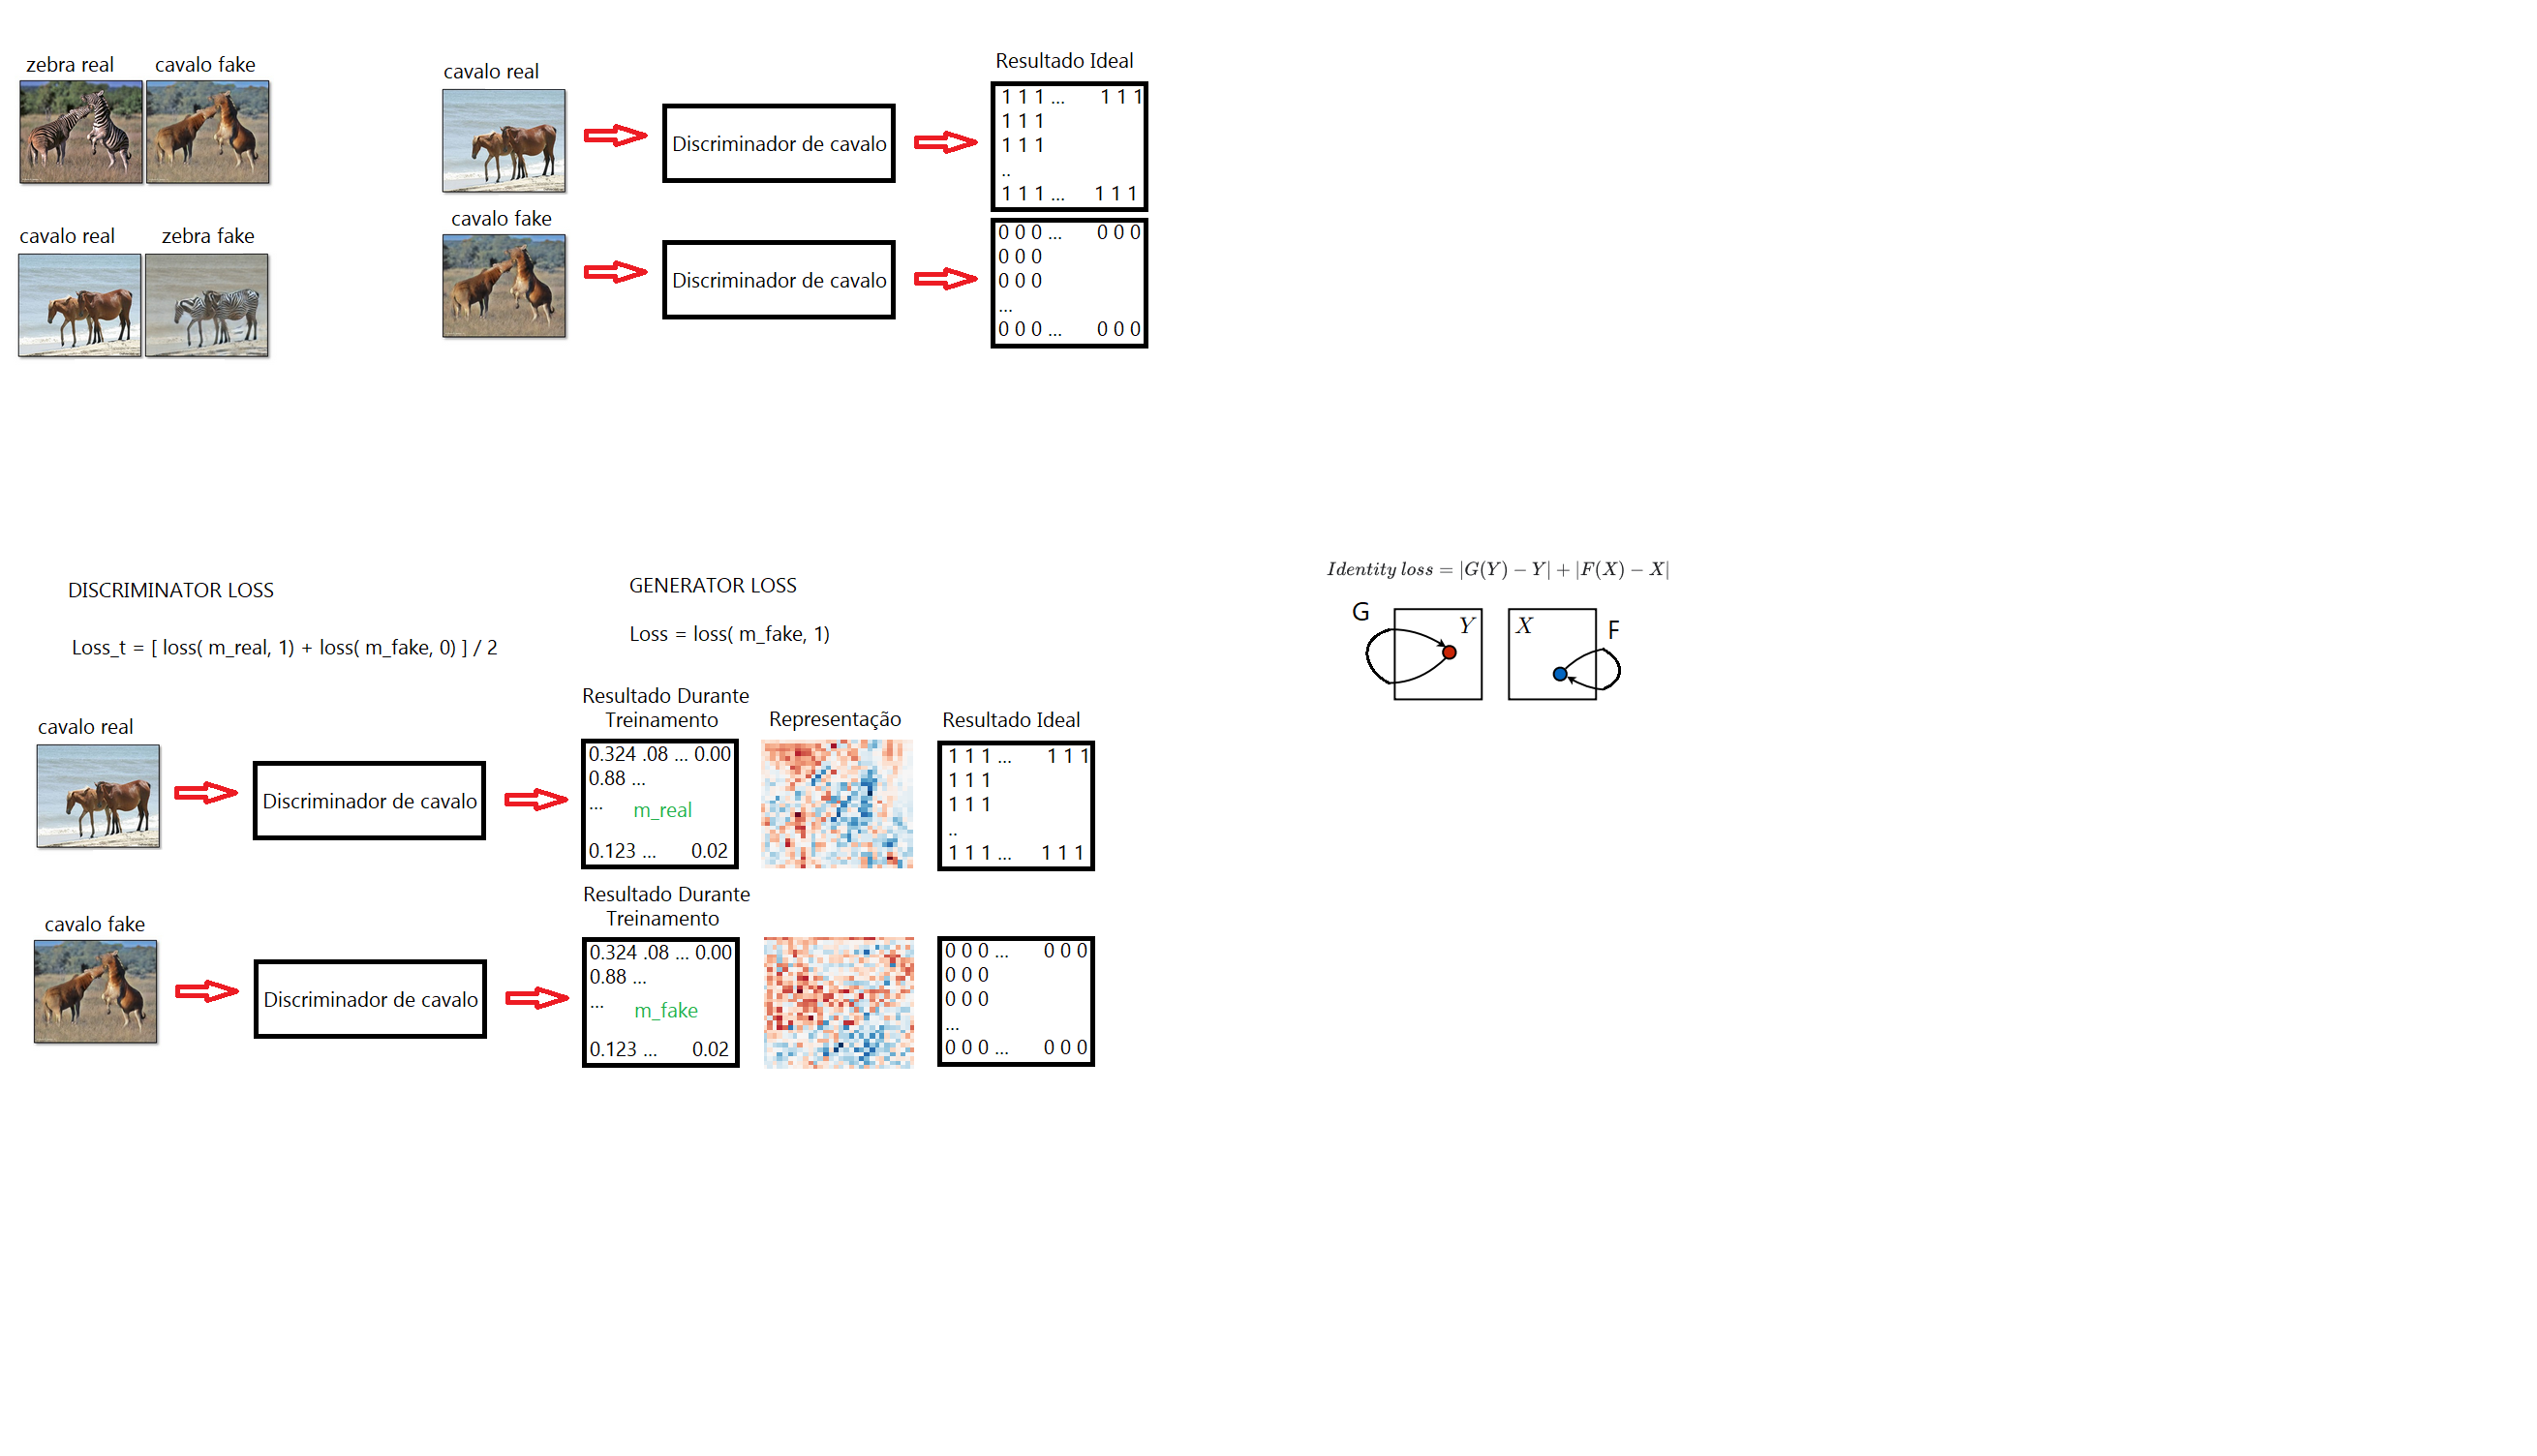 zebra real
cavalo fake
cavalo real
zebra fake
cavalo real
Discriminador de cavalo
Resultado Ideal
1 1 1 ... 1 1 1
1 1 1
1 1 1
..
1 1 1 ... 1 1 1
cavalo fake
Discriminador de cavalo
0 0 0 ... 0 0 0
0 0 0
0 0 0
...
0 0 0 ... 0 0 0
DISCRIMINATOR LOSS
Loss_t = [ loss( m_real, 1) + loss( m_fake, 0) ] / 2
GENERATOR LOSS
Loss = loss( m_fake, 1)
Identity loss = |G(Y) − Y| + |F(X) − X|
G
Y
X
F
cavalo real
Discriminador de cavalo
Resultado Durante
Treinamento
0.324 .08 ... 0.00
0.88 ...
... m_real
0.123 ... 0.02
Representação
Resultado Ideal
1 1 1 ... 1 1 1
1 1 1
1 1 1
..
1 1 1 ... 1 1 1
cavalo fake
Discriminador de cavalo
Resultado Durante
Treinamento
0.324 .08 ... 0.00
0.88 ...
... m_fake
0.123 ... 0.02
0 0 0 ... 0 0 0
0 0 0
0 0 0
...
0 0 0 ... 0 0 0